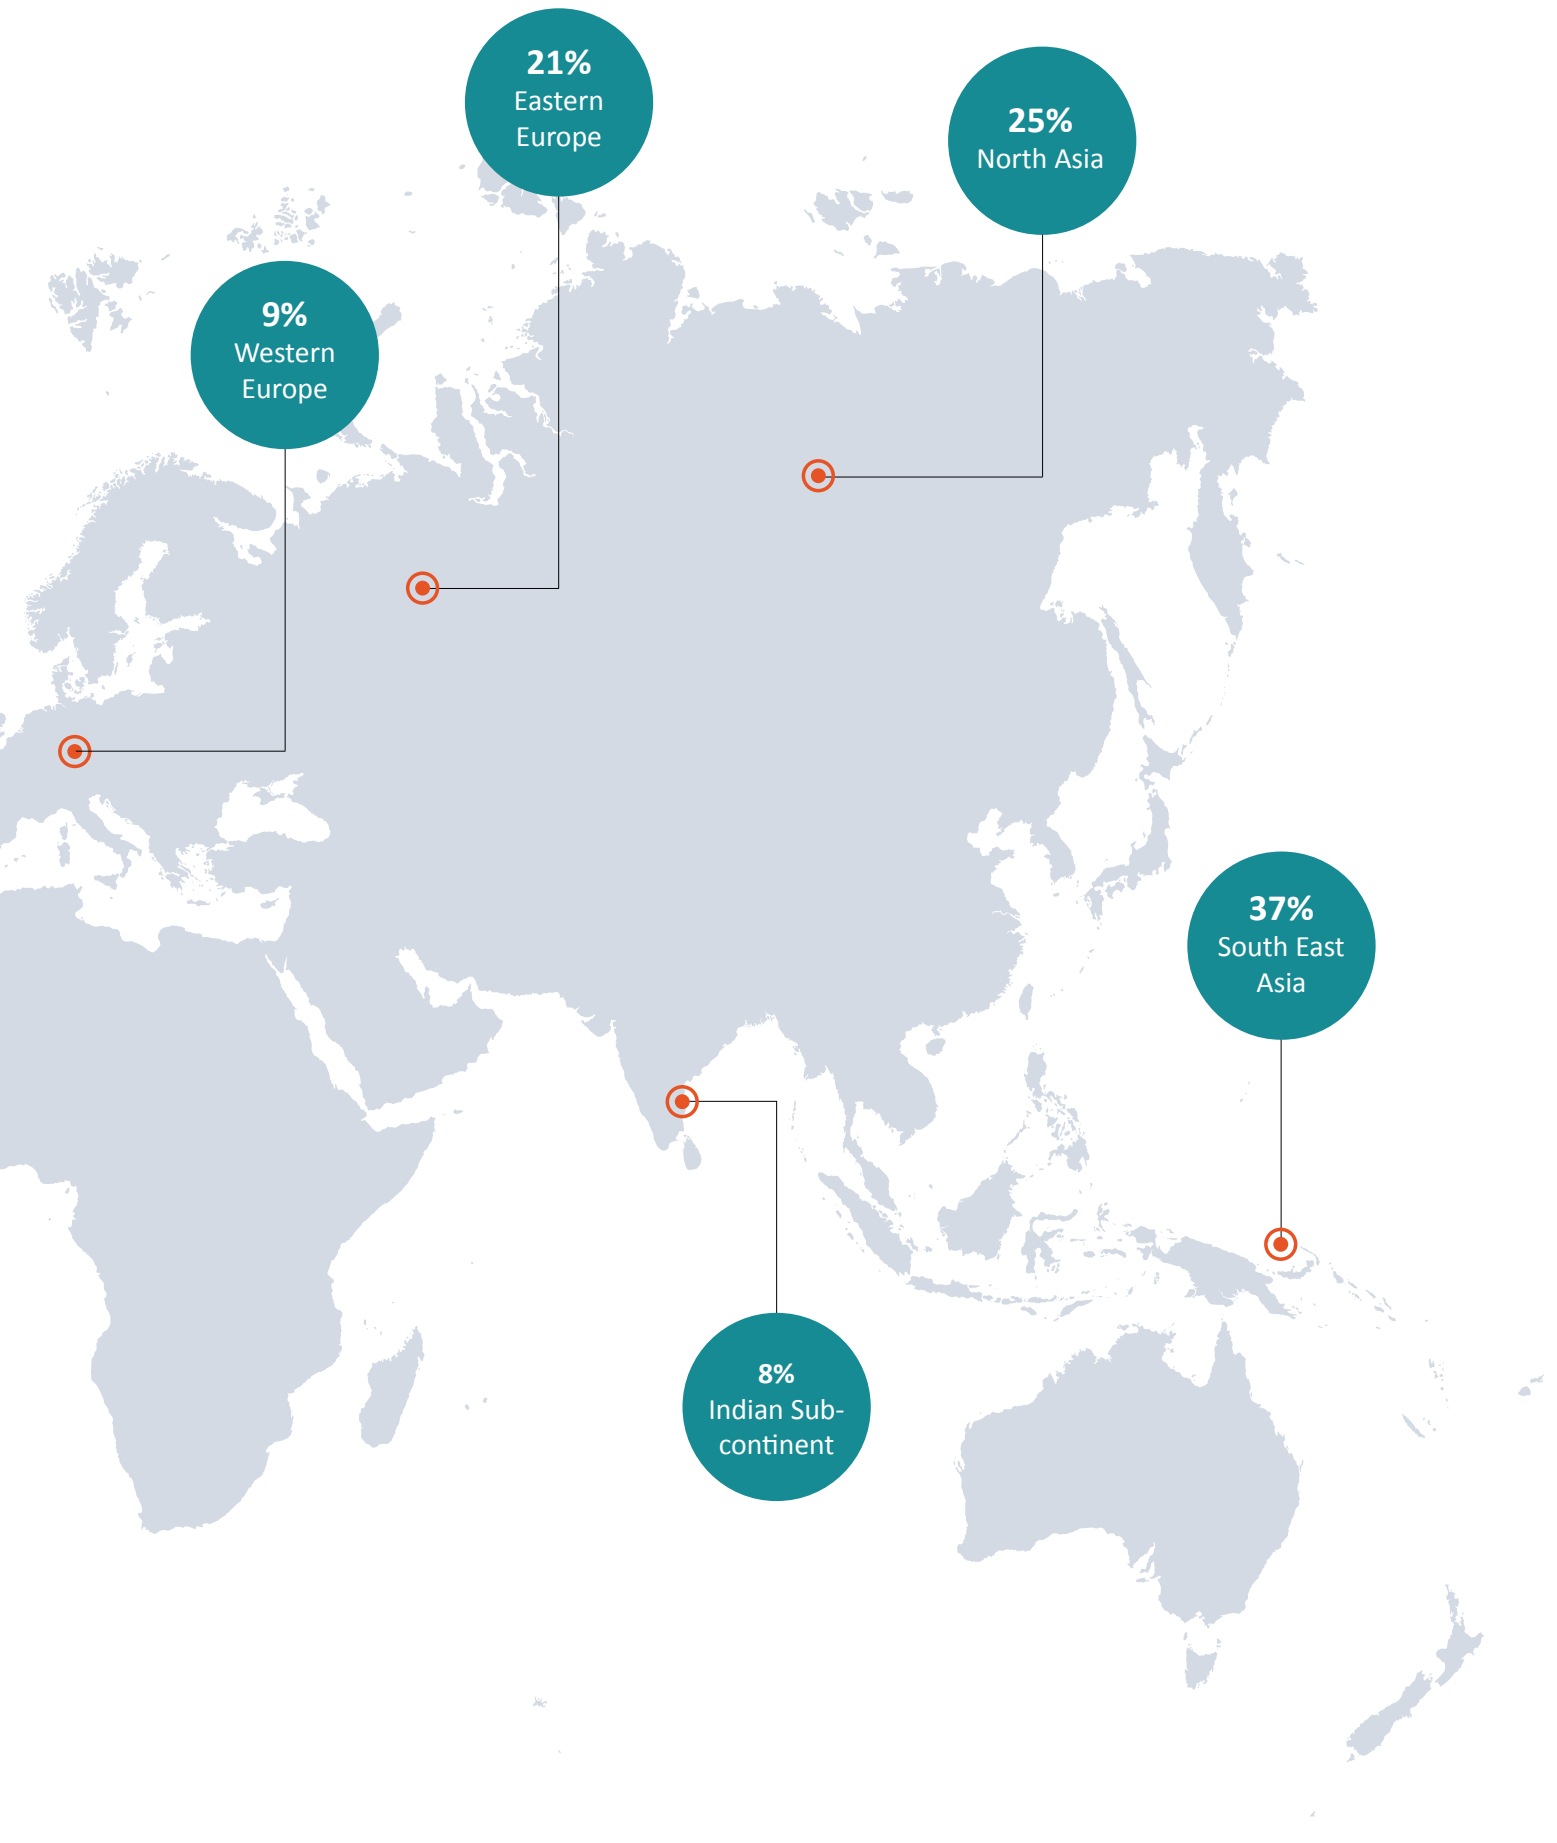 21%
Eastern
Europe
25%
North Asia
9%
Western
Europe
37%
South East
Asia
8%
Indian Sub-
continent